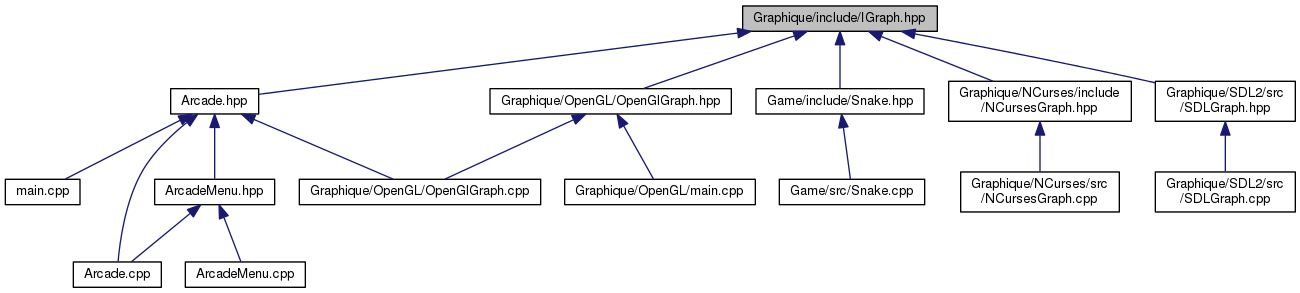 Graphique/include/IGraph.hpp
Arcade.hpp
Graphique/OpenGL/OpenGlGraph.hpp
Game/include/Snake.hpp
Graphique/NCurses/include
/NCursesGraph.hpp
Graphique/SDL2/src
/SDLGraph.hpp
main.cpp
ArcadeMenu.hpp
Graphique/OpenGL/OpenGlGraph.cpp
Graphique/OpenGL/main.cpp
Game/src/Snake.cpp
Graphique/NCurses/src
/NCursesGraph.cpp
Graphique/SDL2/src
/SDLGraph.cpp
Arcade.cpp
ArcadeMenu.cpp